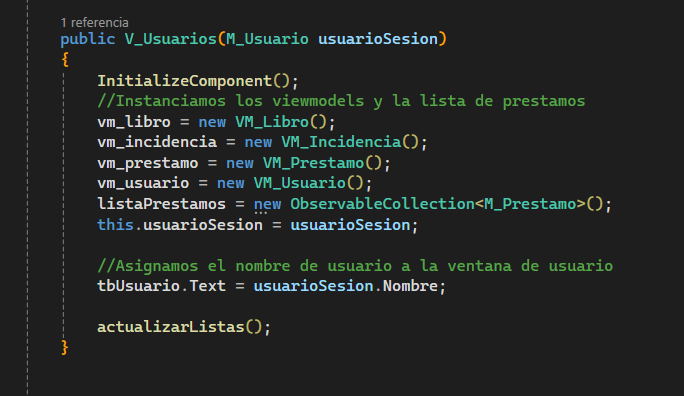 1 referencia
public V_Usuarios(M_Usuario usuarioSesion)
{
InitializeComponent();
//Instanciamos los viewmodels y la lista de prestamos
vm_libro = new VM_Libro();
vm_incidencia = new VM_Incidencia();
vm_prestamo = new VM_Prestamo();
vm_usuario = new VM_Usuario();
listaPrestamos = new ObservableCollection<M_Prestamo>();
this.usuarioSesion = usuarioSesion;
//Asignamos el nombre de usuario a la ventana de usuario
tbUsuario.Text = usuarioSesion.Nombre;
actualizarListas();
}